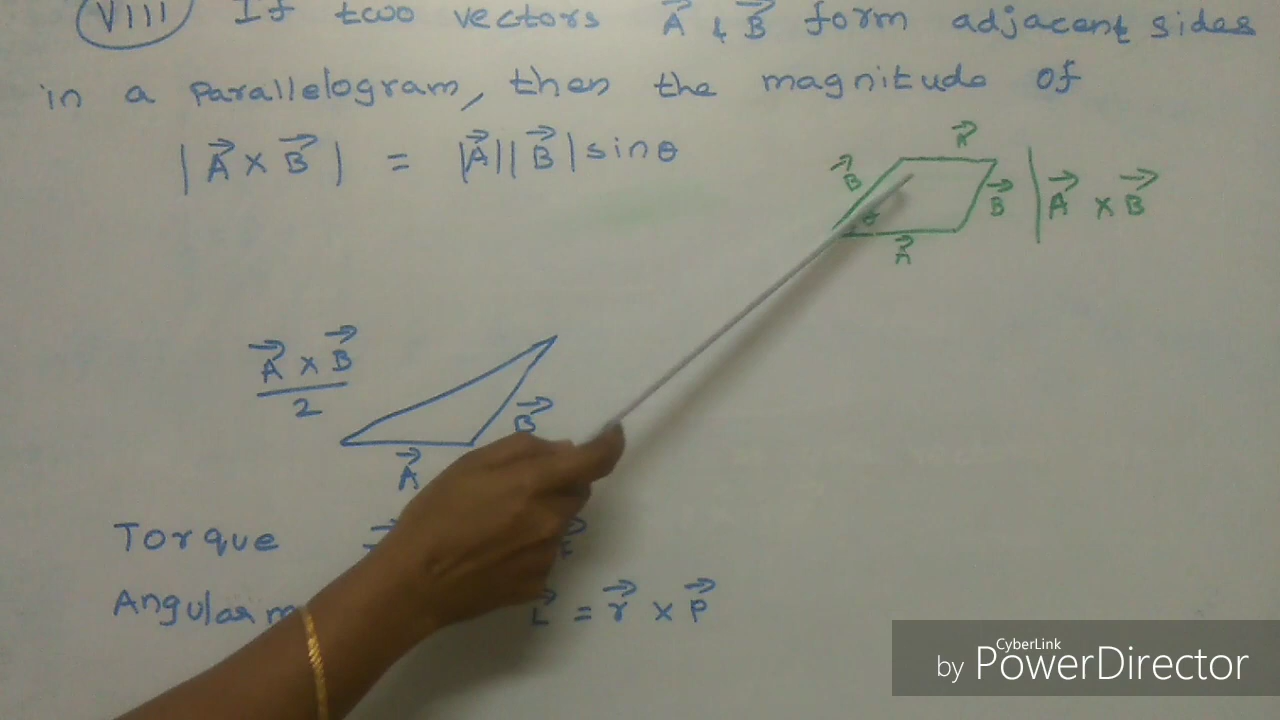 VIII If two vectors A⃗ & B⃗ form adjacent sides
in a parallelogram, then the magnitude of
|A⃗ × B⃗| = |A⃗||B⃗| sinθ
A⃗
B⃗
B⃗
A⃗
|A⃗ × B⃗
A⃗ × B⃗
2
B⃗
A⃗
Torque
Angular m
L⃗ = r⃗ × P⃗
CyberLink
by PowerDirector